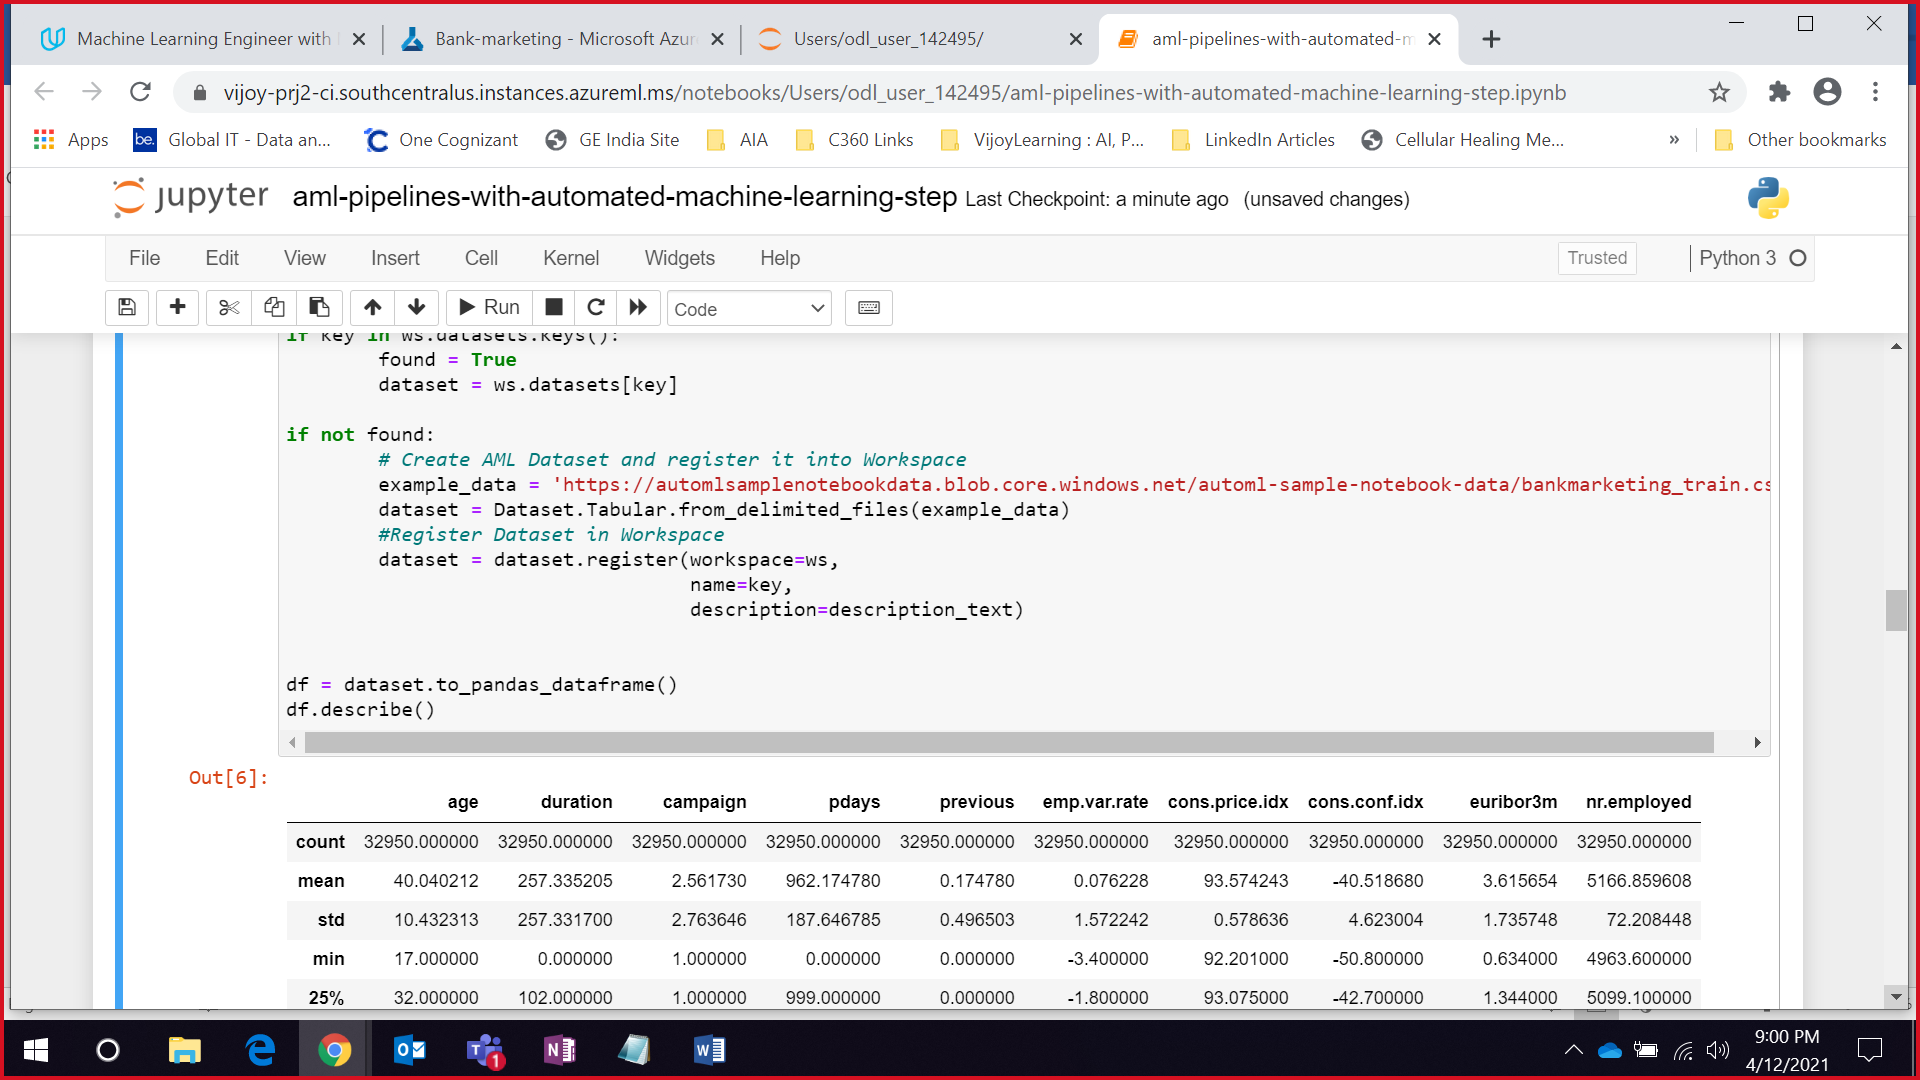 Machine Learning Engineer with
Bank-marketing - Microsoft Azur
Users/odl_user_142495/
aml-pipelines-with-automated-m
vijoy-prj2-ci.southcentralus.instances.azureml.ms/notebooks/Users/odl_user_142495/aml-pipelines-with-automated-machine-learning-step.ipynb
Apps
be.
Global IT - Data an...
One Cognizant
GE India Site
AIA
C360 Links
VijoyLearning : AI, P...
LinkedIn Articles
Cellular Healing Me...
»
Other bookmarks
jupyter aml-pipelines-with-automated-machine-learning-step Last Checkpoint: a minute ago (unsaved changes)
File Edit View Insert Cell Kernel Widgets Help Trusted Python 3
Run Code
if key in ws.datasets.keys():
found = True
dataset = ws.datasets[key]
if not found:
# Create AML Dataset and register it into Workspace
example_data = 'https://automlsamplenotebookdata.blob.core.windows.net/automl-sample-notebook-data/bankmarketing_train.cs
dataset = Dataset.Tabular.from_delimited_files(example_data)
#Register Dataset in Workspace
dataset = dataset.register(workspace=ws,
name=key,
description=description_text)
df = dataset.to_pandas_dataframe()
df.describe()
Out[6]:
age duration campaign pdays previous emp.var.rate cons.price.idx cons.conf.idx euribor3m nr.employed
count 32950.000000 32950.000000 32950.000000 32950.000000 32950.000000 32950.000000 32950.000000 32950.000000 32950.000000 32950.000000
mean 40.040212 257.335205 2.561730 962.174780 0.174780 0.076228 93.574243 -40.518680 3.615654 5166.859608
std 10.432313 257.331700 2.763646 187.646785 0.496503 1.572242 0.578636 4.623004 1.735748 72.208448
min 17.000000 0.000000 1.000000 0.000000 0.000000 -3.400000 92.201000 -50.800000 0.634000 4963.600000
25% 32.000000 102.000000 1.000000 999.000000 0.000000 -1.800000 93.075000 -42.700000 1.344000 5099.100000
1
9:00 PM
4/12/2021